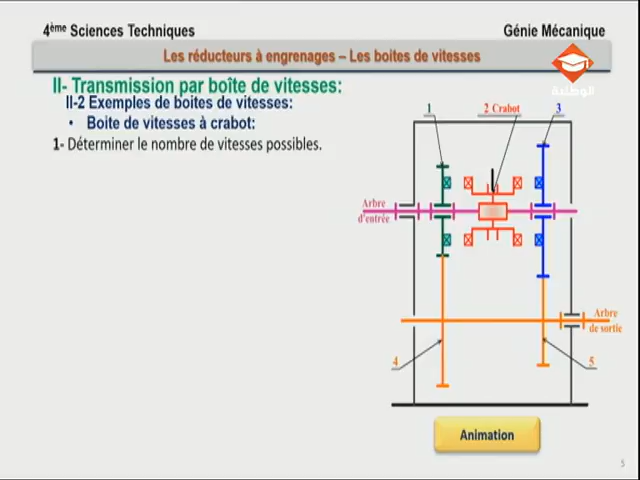 4ème Sciences Techniques
Génie Mécanique
Les réducteurs à engrenages – Les boites de vitesses
الوطنية
II- Transmission par boîte de vitesses:
II-2 Exemples de boites de vitesses:
• Boite de vitesses à crabot:
1- Déterminer le nombre de vitesses possibles.
1
2 Crabot
3
Arbre
d'entrée
Arbre
de sortie
4
5
Animation
5